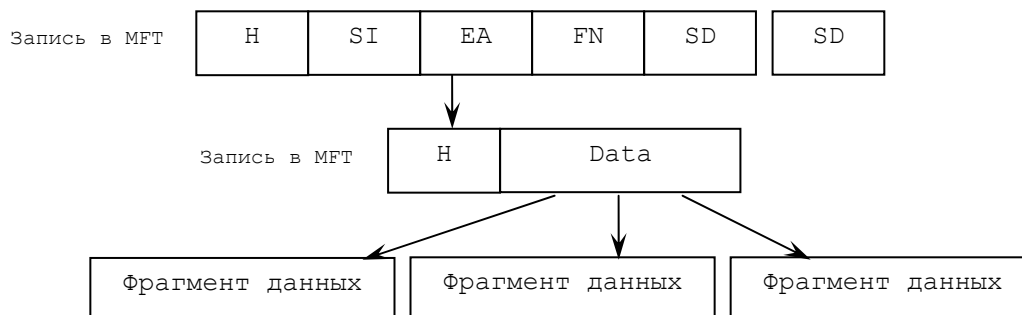 Запись в MFT H SI EA FN SD SD
Запись в MFT H Data
Фрагмент данных Фрагмент данных Фрагмент данных